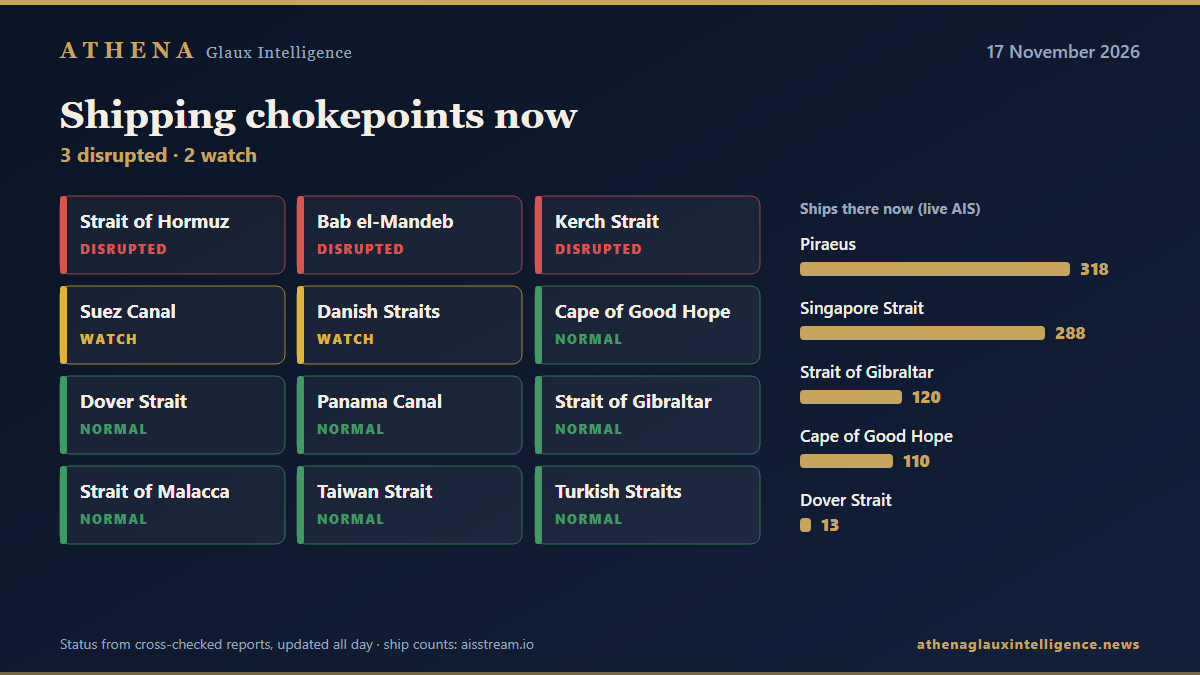 ATHENA Glaux Intelligence
17 November 2026
Shipping chokepoints now
3 disrupted · 2 watch
Strait of Hormuz
DISRUPTED
Bab el-Mandeb
DISRUPTED
Kerch Strait
DISRUPTED
Suez Canal
WATCH
Danish Straits
WATCH
Cape of Good Hope
NORMAL
Dover Strait
NORMAL
Panama Canal
NORMAL
Strait of Gibraltar
NORMAL
Strait of Malacca
NORMAL
Taiwan Strait
NORMAL
Turkish Straits
NORMAL
Ships there now (live AIS)
Piraeus
318
Singapore Strait
288
Strait of Gibraltar
120
Cape of Good Hope
110
Dover Strait
13
Status from cross-checked reports, updated all day · ship counts: aisstream.io
athenaglauxintelligence.news